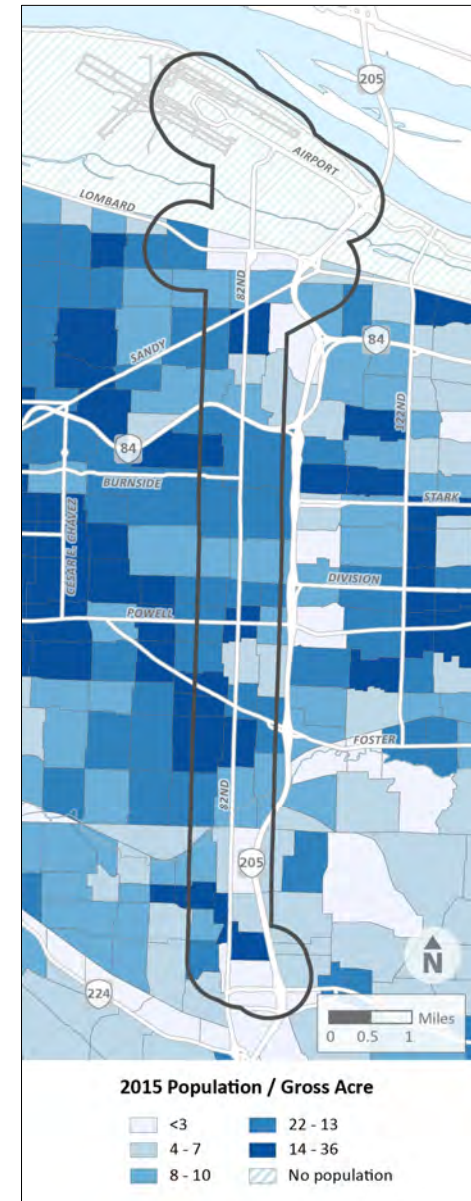 205
AIRPORT
LOMBARD
82ND
SANDY
84
122ND
84
BURNSIDE
STARK
CESAR E. CHAVEZ
DIVISION
POWELL
FOSTER
82ND
205
N
224
Miles
0 0.5 1
2015 Population / Gross Acre
<3
22 - 13
4 - 7
14 - 36
8 - 10
No population